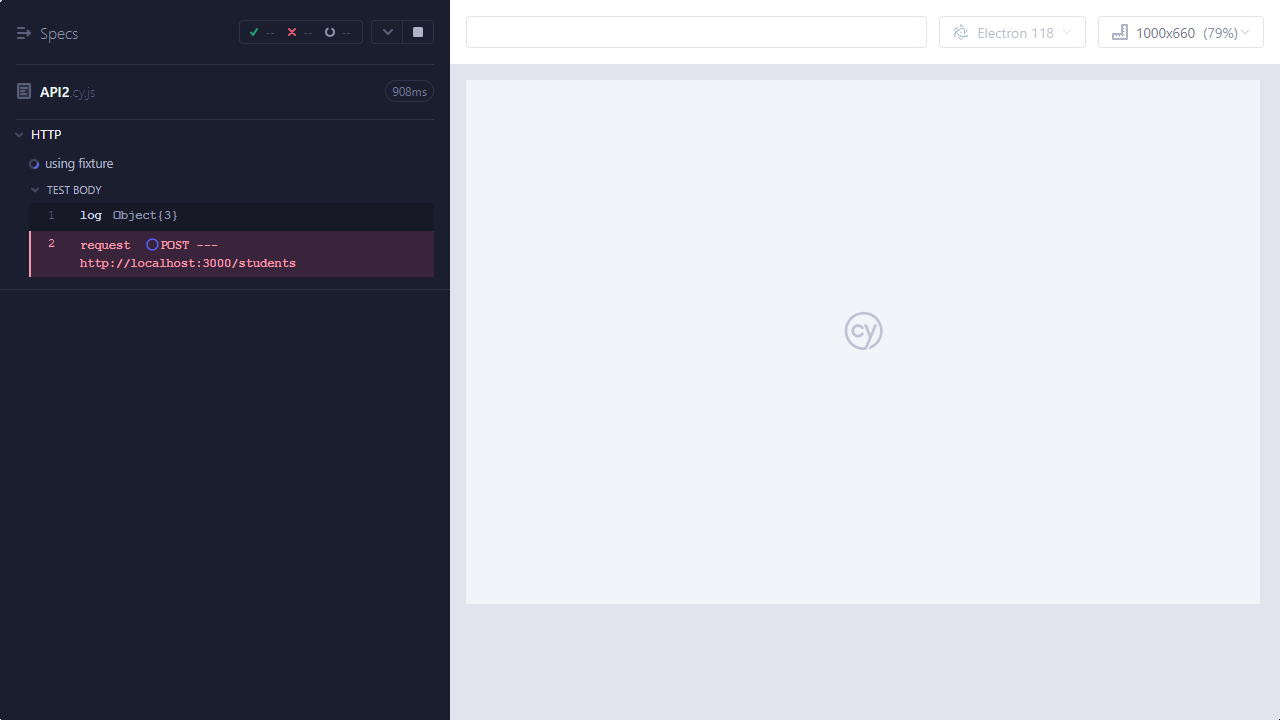 Specs
-- -- --
API2.cy.js
908ms
HTTP
using fixture
TEST BODY
1 log Object{3}
2 request POST ---
http://localhost:3000/students
Electron 118
1000x660 (79%)
cy